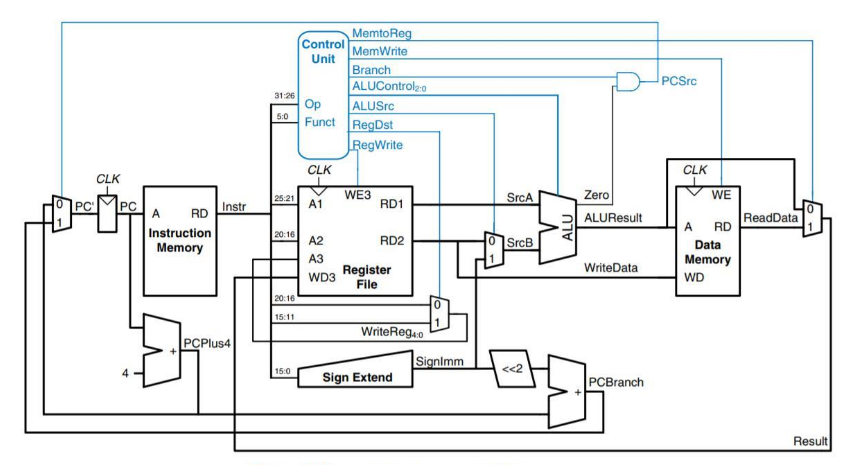 MemtoReg
Control
Unit
MemWrite
Branch
PCSrc
ALUControl2:0
31:26
Op
ALUSrc
5:0
Funct
RegDst
RegWrite
CLK
CLK
CLK
0
1
PC'
PC
A
RD
Instruction
Memory
Instr
25:21
A1
WE3
RD1
SrcA
Zero
ALU
ALUResult
WE
A
RD
ReadData
0
1
20:16
A2
RD2
0
1
SrcB
Data
Memory
A3
WD3
Register
File
WriteData
WD
20:16
0
15:11
1
WriteReg4:0
PCPlus4
+
4
15:0
Sign Extend
SignImm
<<2
PCBranch
+
Result